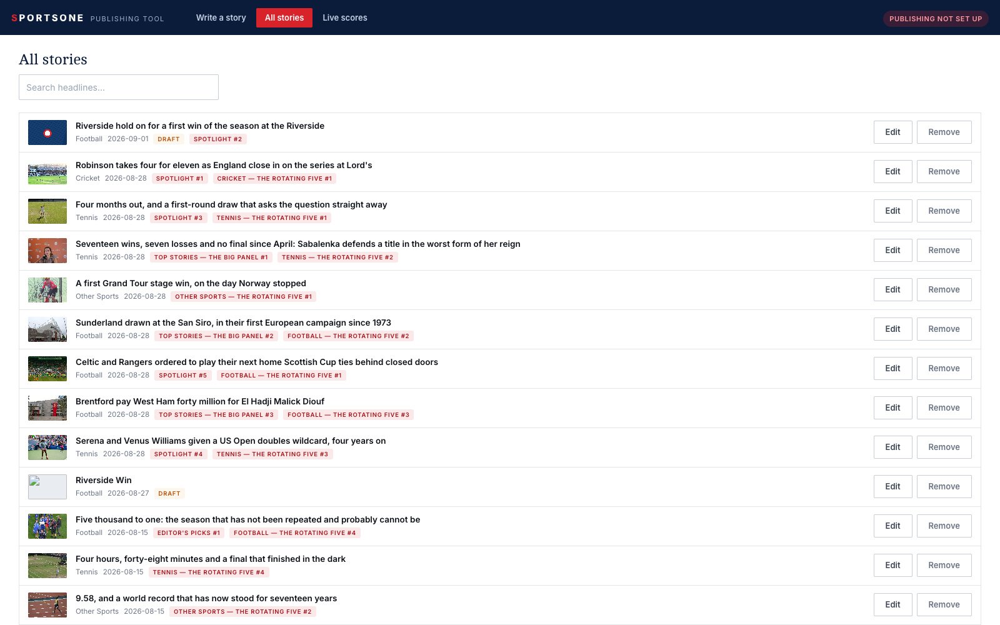 SPORTSONE PUBLISHING TOOL Write a story All stories Live scores PUBLISHING NOT SET UP
All stories
Search headlines...
Riverside hold on for a first win of the season at the Riverside
Football 2026-09-01 DRAFT SPOTLIGHT #2
Edit Remove
Robinson takes four for eleven as England close in on the series at Lord's
Cricket 2026-08-28 SPOTLIGHT #1 CRICKET — THE ROTATING FIVE #1
Edit Remove
Four months out, and a first-round draw that asks the question straight away
Tennis 2026-08-28 SPOTLIGHT #3 TENNIS — THE ROTATING FIVE #1
Edit Remove
Seventeen wins, seven losses and no final since April: Sabalenka defends a title in the worst form of her reign
Tennis 2026-08-28 TOP STORIES — THE BIG PANEL #1 TENNIS — THE ROTATING FIVE #2
Edit Remove
A first Grand Tour stage win, on the day Norway stopped
Other Sports 2026-08-28 OTHER SPORTS — THE ROTATING FIVE #1
Edit Remove
Sunderland drawn at the San Siro, in their first European campaign since 1973
Football 2026-08-28 TOP STORIES — THE BIG PANEL #2 FOOTBALL — THE ROTATING FIVE #2
Edit Remove
Celtic and Rangers ordered to play their next home Scottish Cup ties behind closed doors
Football 2026-08-28 SPOTLIGHT #5 FOOTBALL — THE ROTATING FIVE #1
Edit Remove
Brentford pay West Ham forty million for El Hadji Malick Diouf
Football 2026-08-28 TOP STORIES — THE BIG PANEL #3 FOOTBALL — THE ROTATING FIVE #3
Edit Remove
Serena and Venus Williams given a US Open doubles wildcard, four years on
Tennis 2026-08-28 SPOTLIGHT #4 TENNIS — THE ROTATING FIVE #3
Edit Remove
Riverside Win
Football 2026-08-27 DRAFT
Edit Remove
Five thousand to one: the season that has not been repeated and probably cannot be
Football 2026-08-15 EDITOR'S PICKS #1 FOOTBALL — THE ROTATING FIVE #4
Edit Remove
Four hours, forty-eight minutes and a final that finished in the dark
Tennis 2026-08-15 TENNIS — THE ROTATING FIVE #4
Edit Remove
9.58, and a world record that has now stood for seventeen years
Other Sports 2026-08-15 OTHER SPORTS — THE ROTATING FIVE #2
Edit Remove